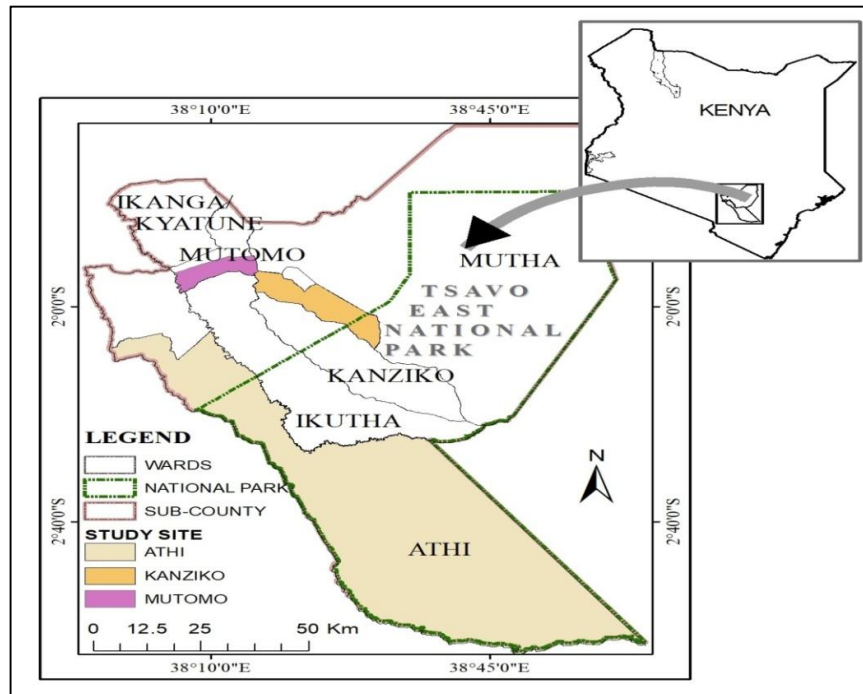 KENYA
38°10'0"E
38°45'0"E
IKANGA/
KYATUNE
MUTOMO
MUTHA
2°0'0"S
2°0'0"S
TSAVO
EAST
NATIONAL
PARK
KANZIKO
IKUTHA
LEGEND
WARDS
NATIONAL PARK
SUB-COUNTY
STUDY SITE
ATHI
KANZIKO
MUTOMO
N
2°40'0"S
2°40'0"S
ATHI
0 12.5 25 50 Km
38°10'0"E
38°45'0"E